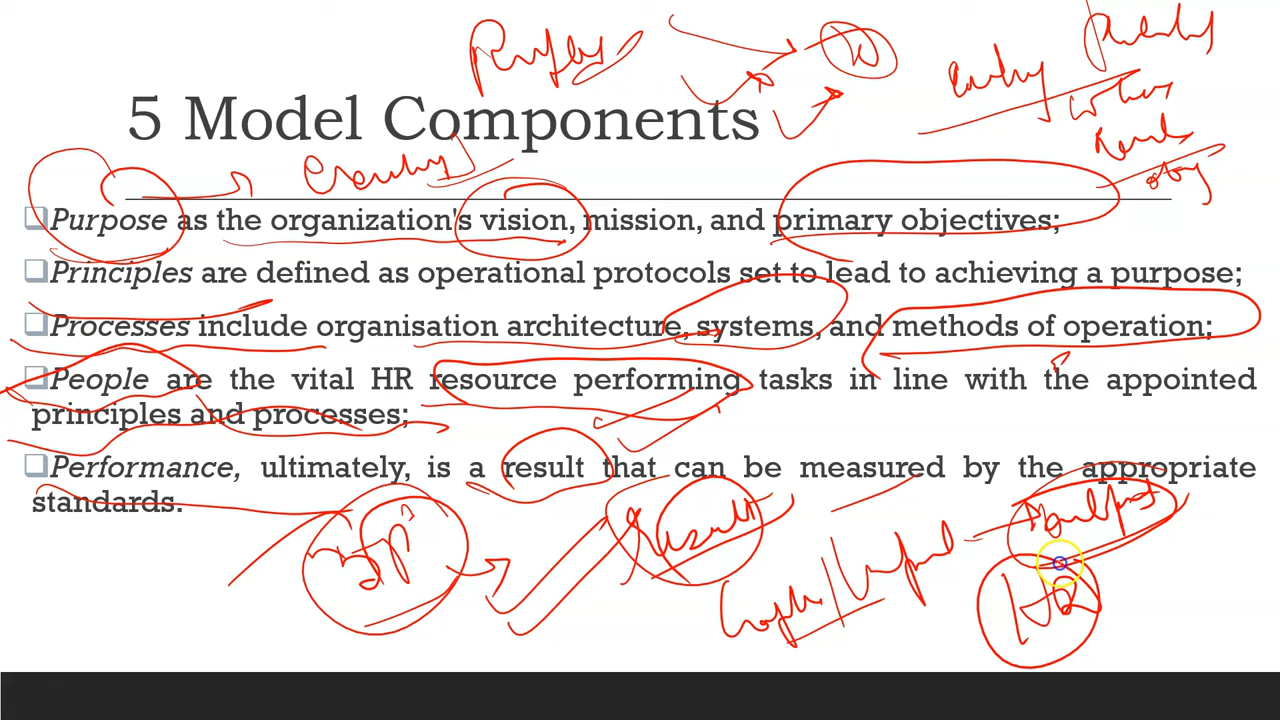 5 Model Components
Purpose as the organization's vision, mission, and primary objectives;
Principles are defined as operational protocols set to lead to achieving a purpose;
Processes include organisation architecture, systems, and methods of operation;
People are the vital HR resource performing tasks in line with the appointed
principles and processes;
Performance, ultimately, is a result that can be measured by the appropriate
standards.
Result
HR